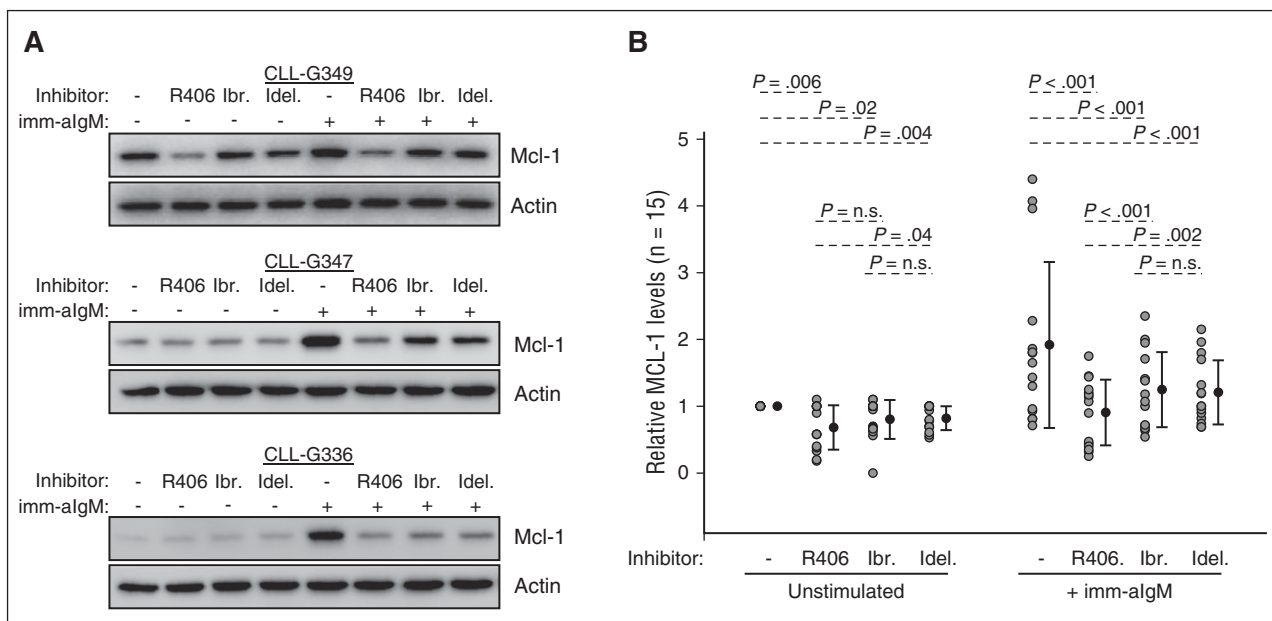 A
CLL-G349
Inhibitor: - R406 Ibr. Idel. - R406 Ibr. Idel.
imm-aIgM: - - - - + + + +
Mcl-1
Actin
CLL-G347
Inhibitor: - R406 Ibr. Idel. - R406 Ibr. Idel.
imm-aIgM: - - - - + + + +
Mcl-1
Actin
CLL-G336
Inhibitor: - R406 Ibr. Idel. - R406 Ibr. Idel.
imm-aIgM: - - - - + + + +
Mcl-1
Actin
B
P = .006
P = .02
P = .004
P = n.s.
P = .04
P = n.s.
P < .001
P < .001
P < .001
P < .001
P = .002
P = n.s.
Relative MCL-1 levels (n = 15)
5
4
3
2
1
0
Inhibitor: - R406 Ibr. Idel. - R406. Ibr. Idel.
Unstimulated + imm-aIgM